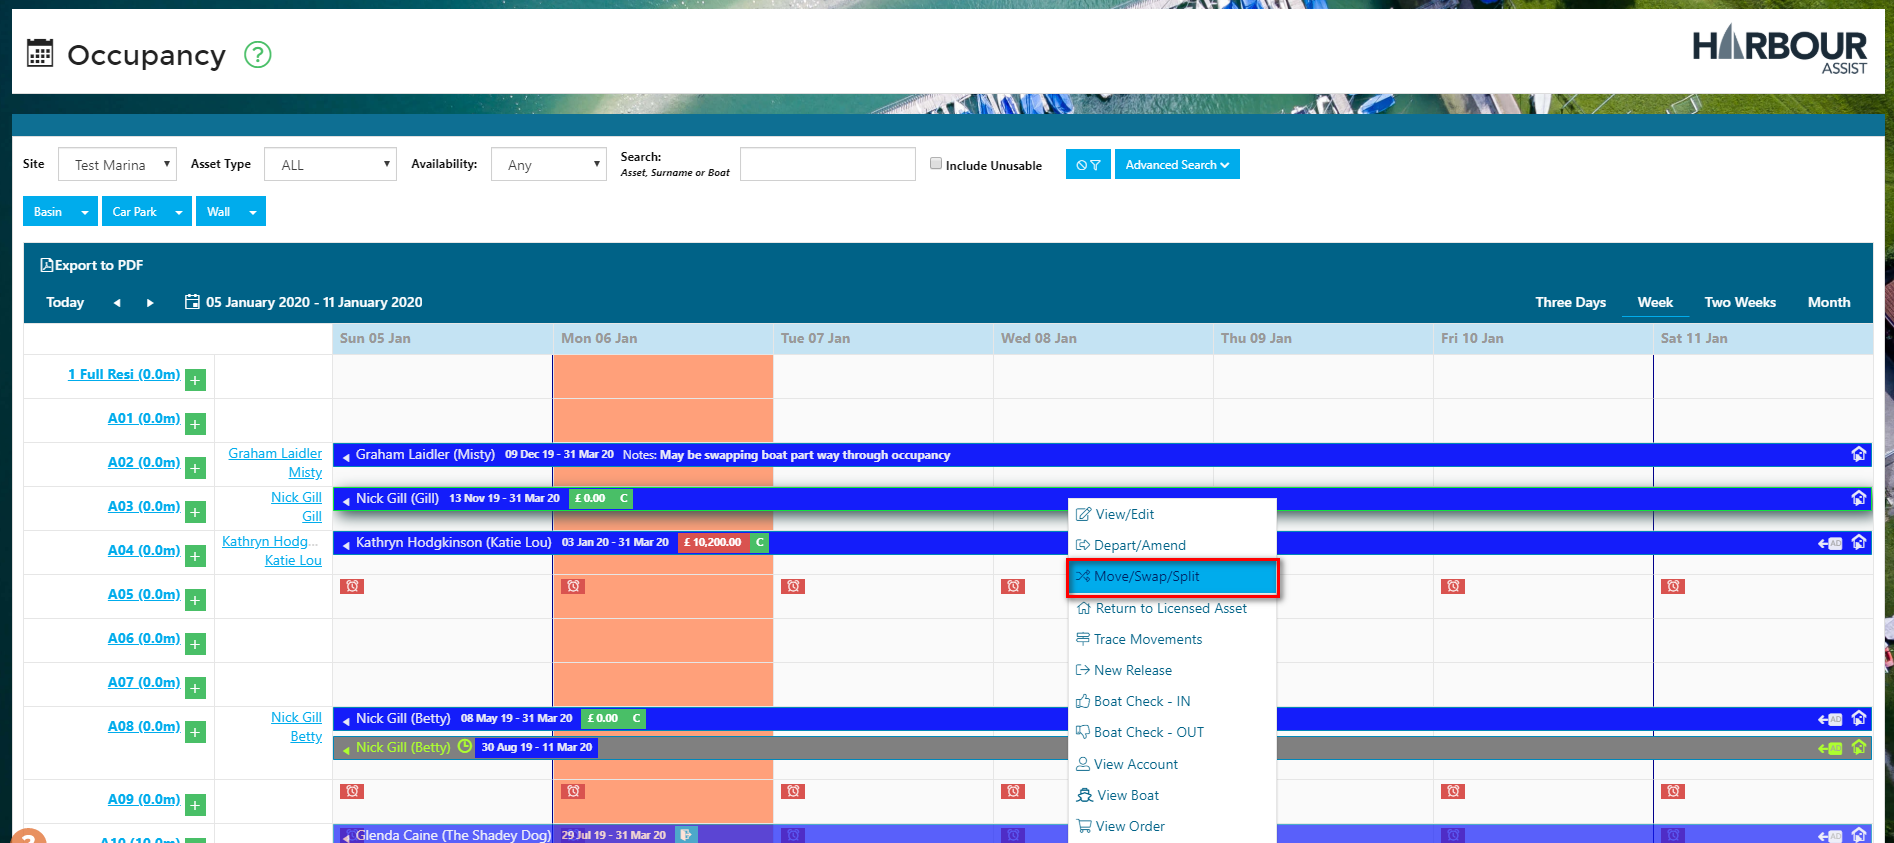 Occupancy ?
HARBOUR
ASSIST
Site Test Marina Asset Type ALL Availability: Any Search: Include Unusable Advanced Search
Asset, Surname or Boat
Basin Car Park Wall
Export to PDF
Today 05 January 2020 - 11 January 2020 Three Days Week Two Weeks Month
Sun 05 Jan Mon 06 Jan Tue 07 Jan Wed 08 Jan Thu 09 Jan Fri 10 Jan Sat 11 Jan
1 Full Resi (0.0m) +
A01 (0.0m) +
A02 (0.0m) + Graham Laidler Graham Laidler (Misty) 09 Dec 19 - 31 Mar 20 Notes: May be swapping boat part way through occupancy
Misty
A03 (0.0m) + Nick Gill Nick Gill (Gill) 13 Nov 19 - 31 Mar 20 £ 0.00 C
Gill
View/Edit
A04 (0.0m) + Kathryn Hodg... Kathryn Hodgkinson (Katie Lou) 03 Jan 20 - 31 Mar 20 £ 10,200.00 C AD
Katie Lou
Depart/Amend
Move/Swap/Split
A05 (0.0m) +
Return to Licensed Asset
A06 (0.0m) +
Trace Movements
New Release
A07 (0.0m) +
Boat Check - IN
A08 (0.0m) + Nick Gill Nick Gill (Betty) 08 May 19 - 31 Mar 20 £ 0.00 C AD
Betty
Boat Check - OUT
Nick Gill (Betty) 30 Aug 19 - 11 Mar 20 AD
View Account
A09 (0.0m) +
View Boat
View Order
A10 (10.0m) Glenda Caine (The Shadey Dog) 29 Jul 19 - 31 Mar 20 AD
?